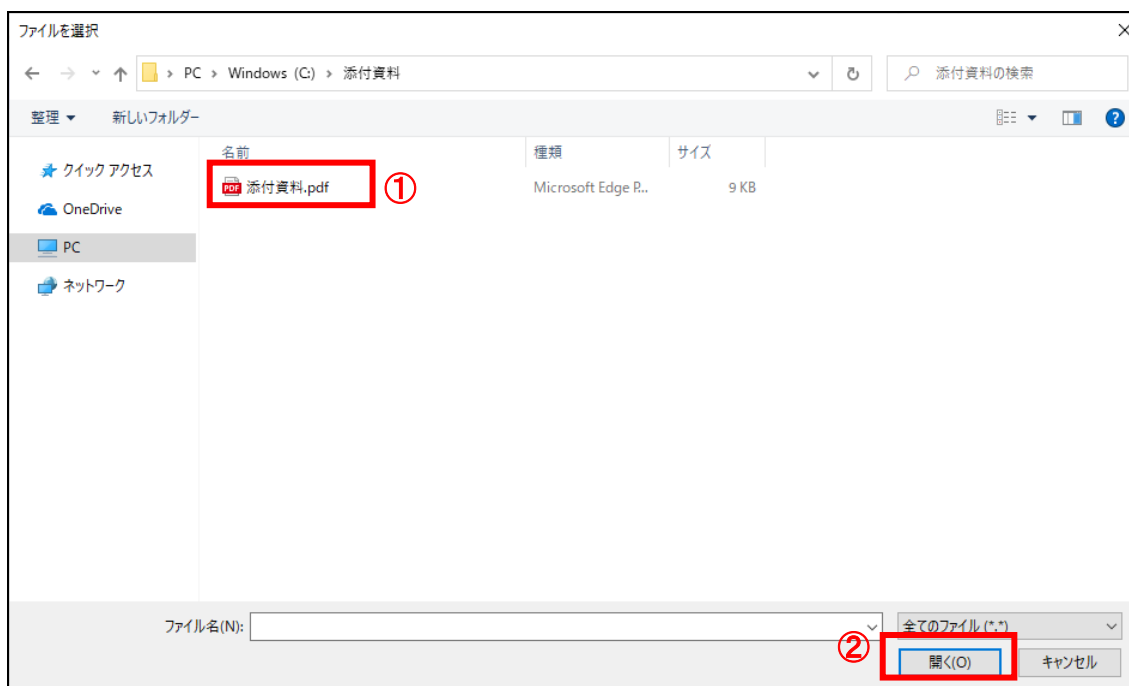 ファイルを選択
PC › Windows (C:) › 添付資料
添付資料の検索
整理
新しいフォルダー
名前
種類
サイズ
クイック アクセス
PDF 添付資料.pdf
①
Microsoft Edge P...
9 KB
OneDrive
PC
ネットワーク
ファイル名(N):
全てのファイル (*.*)
②
開く(O)
キャンセル